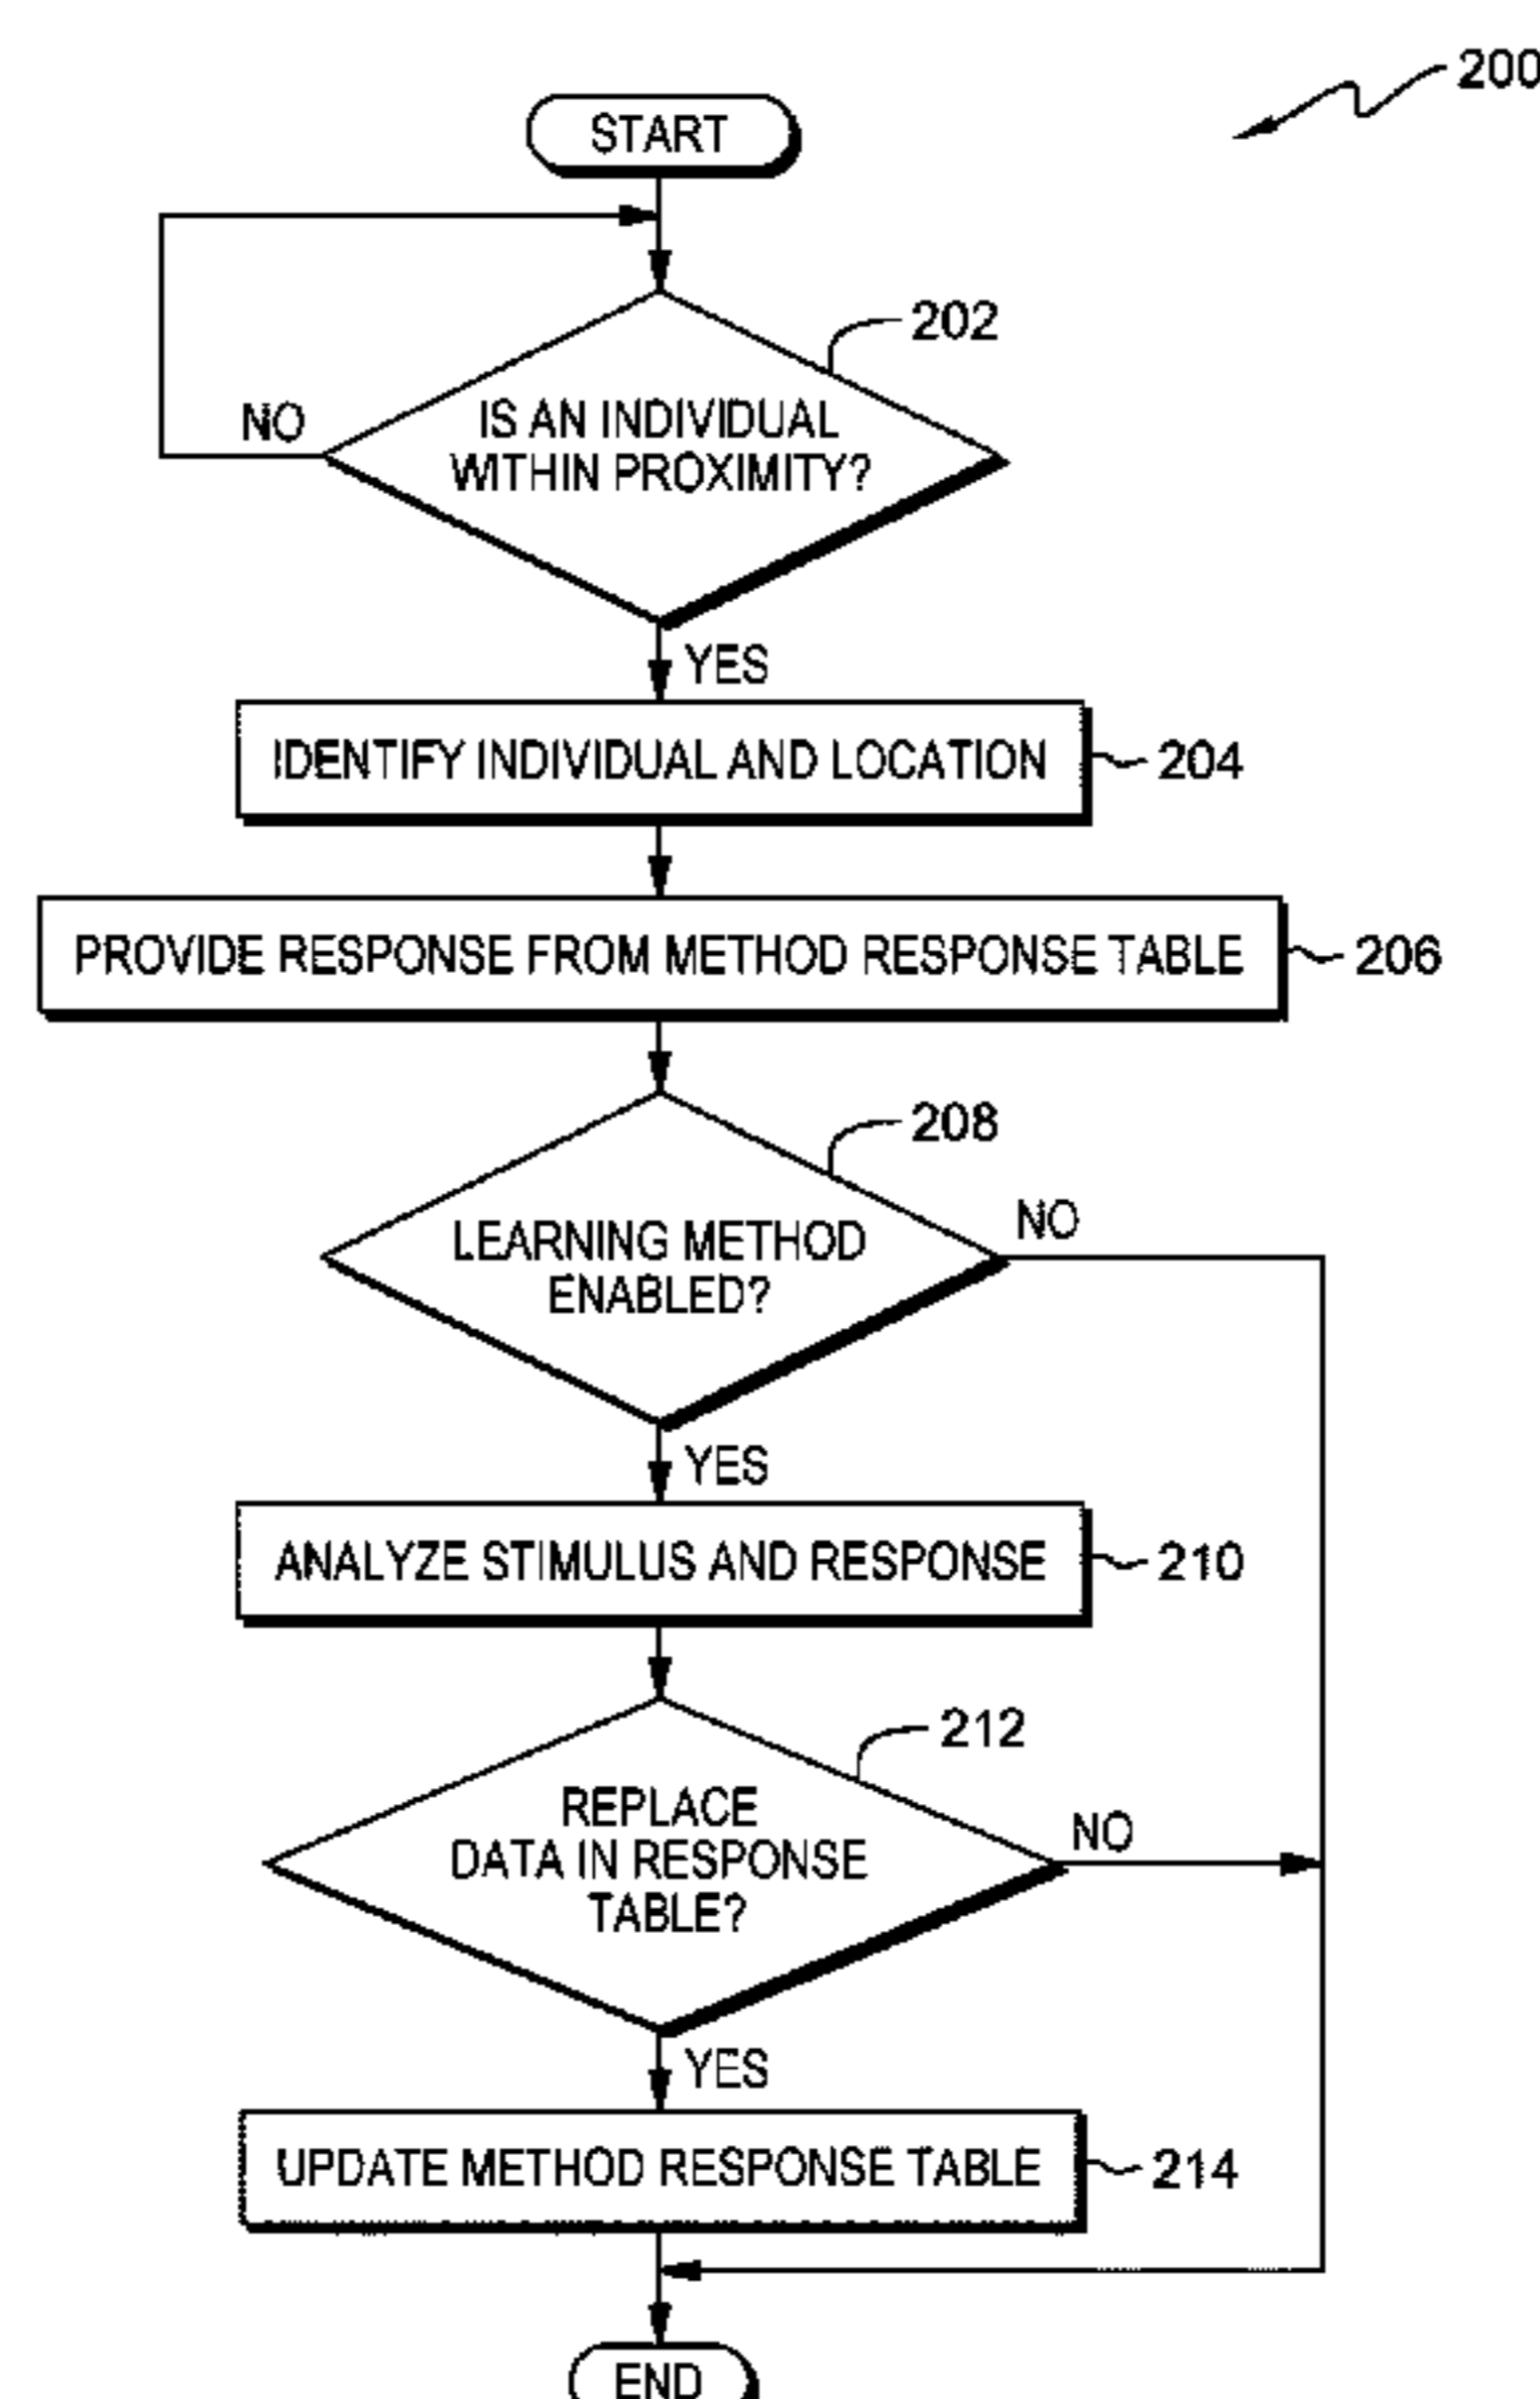 200
START
202
NO
IS AN INDIVIDUAL
WITHIN PROXIMITY?
YES
IDENTIFY INDIVIDUAL AND LOCATION
204
PROVIDE RESPONSE FROM METHOD RESPONSE TABLE
206
208
NO
LEARNING METHOD
ENABLED?
YES
ANALYZE STIMULUS AND RESPONSE
210
212
REPLACE
DATA IN RESPONSE
TABLE?
NO
YES
UPDATE METHOD RESPONSE TABLE
214
END